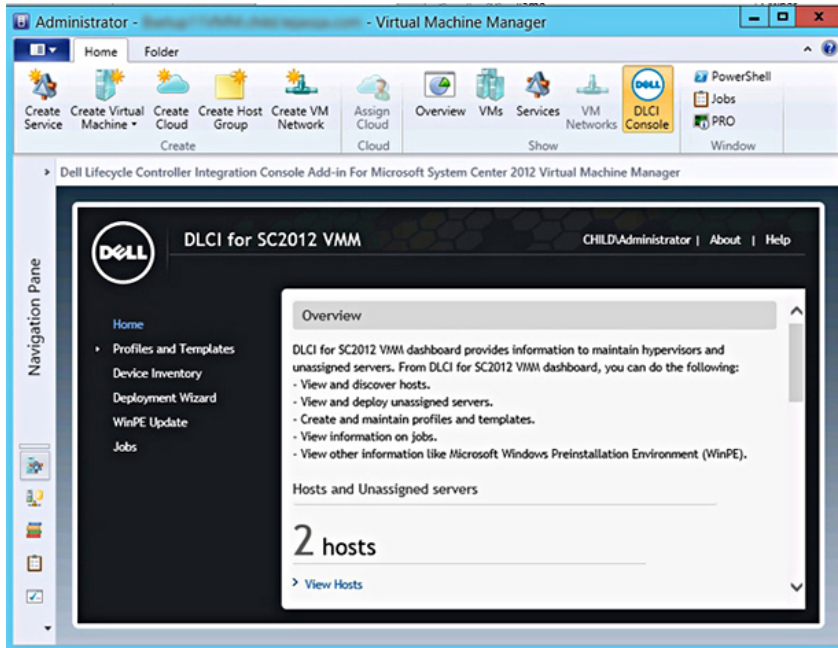 Administrator -
- Virtual Machine Manager
Home
Folder
Create Service
Create Virtual Machine
Create Cloud
Create Host Group
Create VM Network
Assign Cloud
Overview
VMs
Services
VM Networks
DELL
DLCI Console
PowerShell
Jobs
PRO
Create
Cloud
Show
Window
Dell Lifecycle Controller Integration Console Add-in For Microsoft System Center 2012 Virtual Machine Manager
Navigation Pane
DELL
DLCI for SC2012 VMM
CHILD\Administrator | About | Help
Home
Profiles and Templates
Device Inventory
Deployment Wizard
WinPE Update
Jobs
Overview
DLCI for SC2012 VMM dashboard provides information to maintain hypervisors and
unassigned servers. From DLCI for SC2012 VMM dashboard, you can do the following:
- View and discover hosts.
- View and deploy unassigned servers.
- Create and maintain profiles and templates.
- View information on jobs.
- View other information like Microsoft Windows Preinstallation Environment (WinPE).
Hosts and Unassigned servers
2 hosts
View Hosts